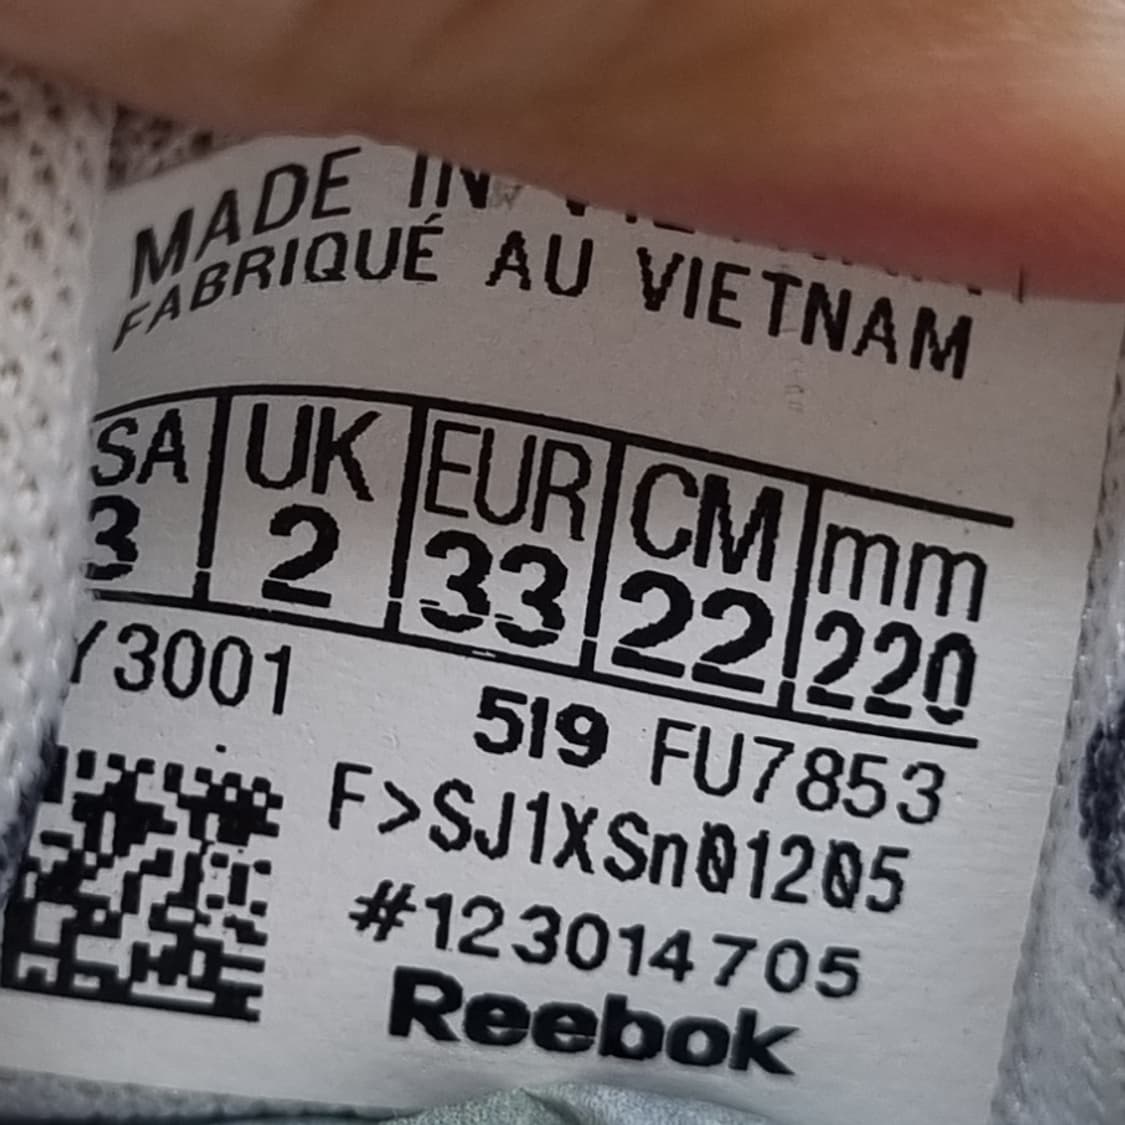 MADE IN
FABRIQUÉ AU VIETNAM
SA UK EUR CM mm
3 2 33 22 220
Y3001
519 FU7853
F>SJ1XSn01205
#123014705
Reebok